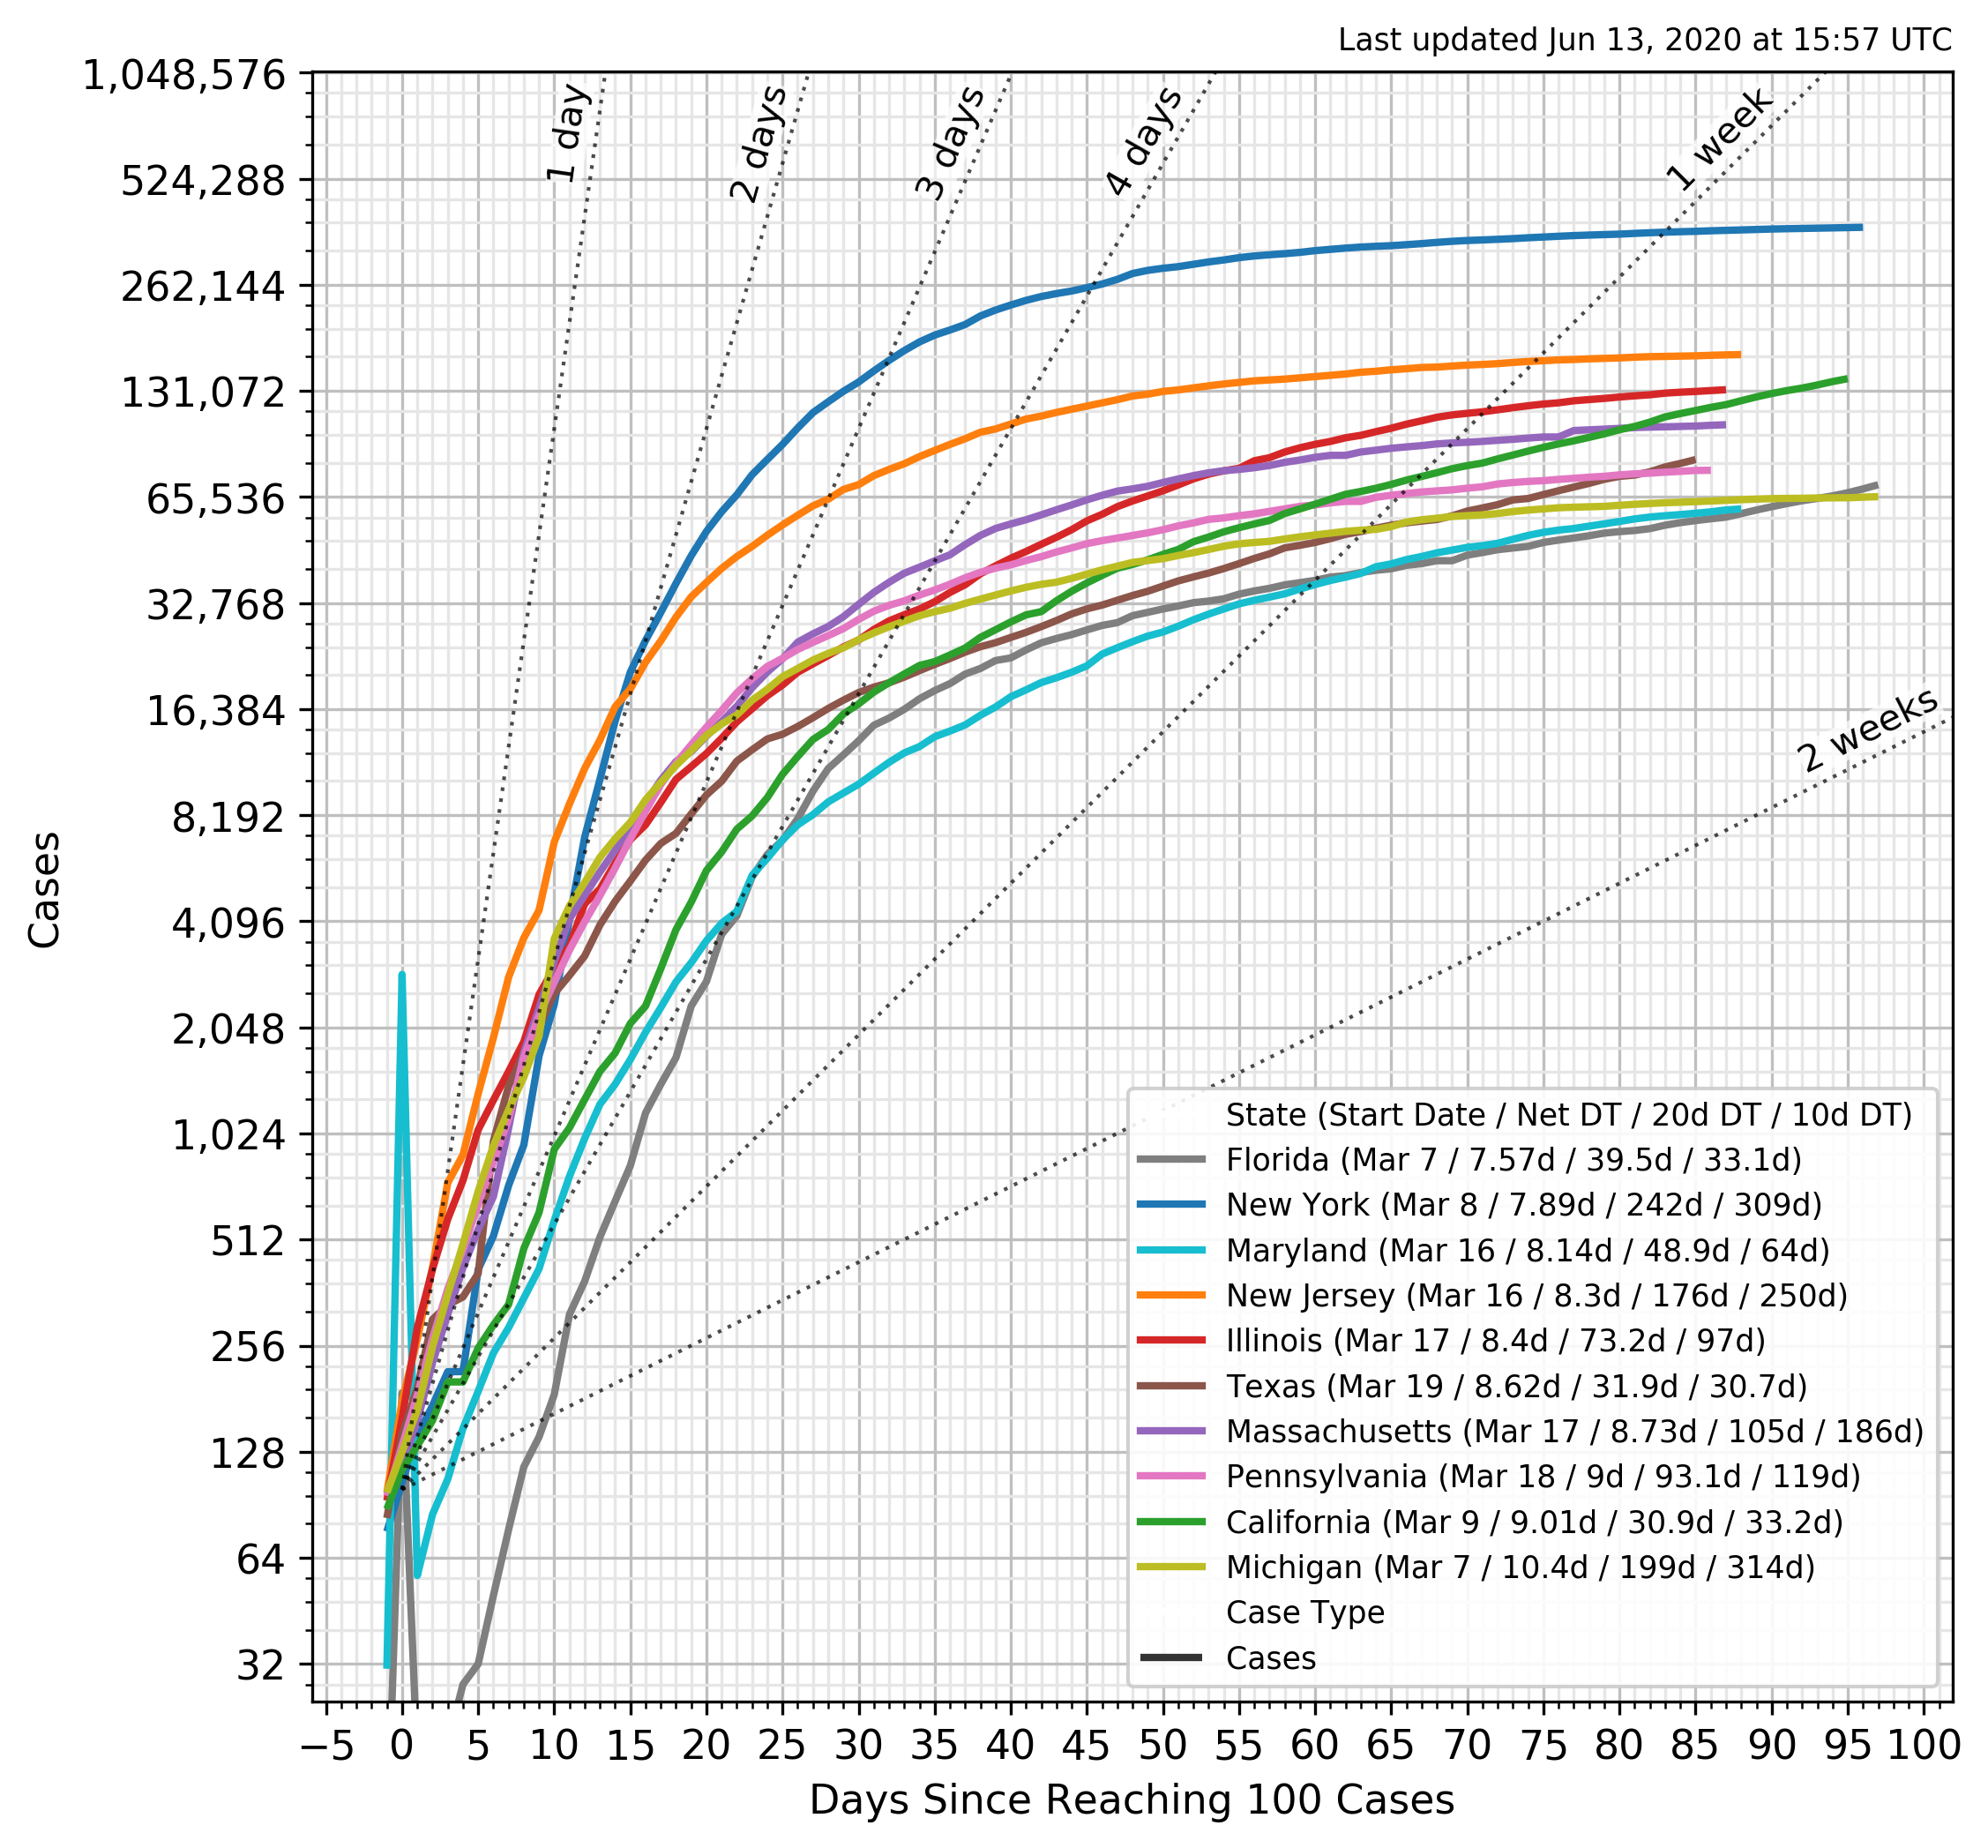 Last updated Jun 13, 2020 at 15:57 UTC
1,048,576
524,288
262,144
131,072
65,536
32,768
16,384
8,192
4,096
2,048
1,024
512
256
128
64
32
Cases
1 day
2 days
3 days
4 days
1 week
2 weeks
State (Start Date / Net DT / 20d DT / 10d DT)
Florida (Mar 7 / 7.57d / 39.5d / 33.1d)
New York (Mar 8 / 7.89d / 242d / 309d)
Maryland (Mar 16 / 8.14d / 48.9d / 64d)
New Jersey (Mar 16 / 8.3d / 176d / 250d)
Illinois (Mar 17 / 8.4d / 73.2d / 97d)
Texas (Mar 19 / 8.62d / 31.9d / 30.7d)
Massachusetts (Mar 17 / 8.73d / 105d / 186d)
Pennsylvania (Mar 18 / 9d / 93.1d / 119d)
California (Mar 9 / 9.01d / 30.9d / 33.2d)
Michigan (Mar 7 / 10.4d / 199d / 314d)
Case Type
Cases
−5 0 5 10 15 20 25 30 35 40 45 50 55 60 65 70 75 80 85 90 95 100
Days Since Reaching 100 Cases